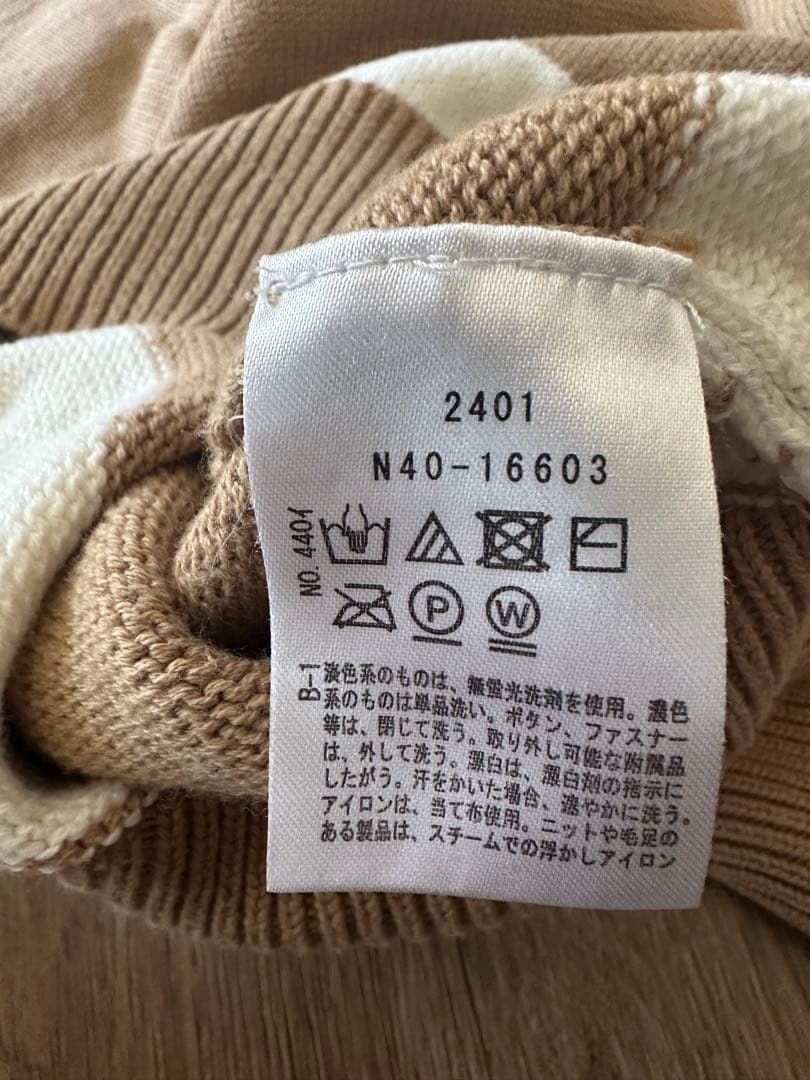 2401
N40-16603
NO. 4401
P
W
B-1
淡色系のものは、無蛍光洗剤を使用。濃色
系のものは単品洗い。ボタン、ファスナー
等は、閉じて洗う。取り外し可能な附属品
は、外して洗う。漂白は、漂白剤の指示に
したがう。汗をかいた場合、速やかに洗う。
アイロンは、当て布使用。ニットや毛足の
ある製品は、スチームでの浮かしアイロン